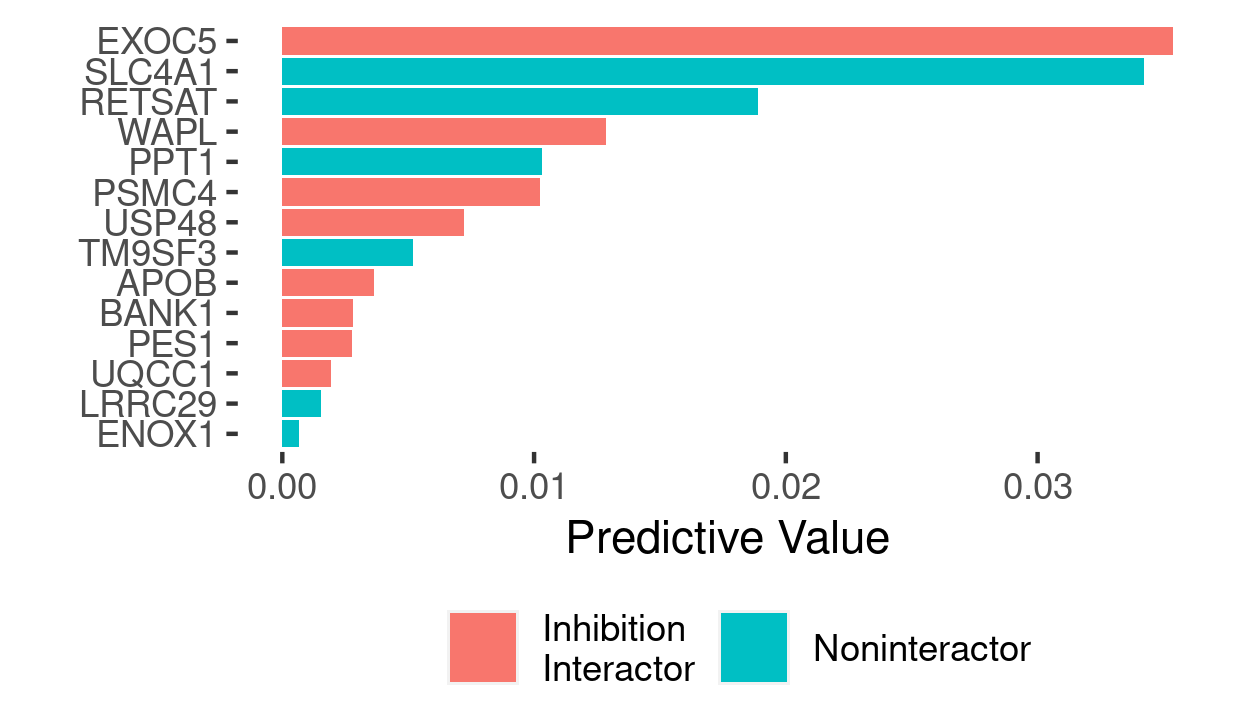 EXOC5
SLC4A1
RETSAT
WAPL
PPT1
PSMC4
USP48
TM9SF3
APOB
BANK1
PES1
UQCC1
LRRC29
ENOX1
0.00 0.01 0.02 0.03
Predictive Value
Inhibition
Interactor
Noninteractor